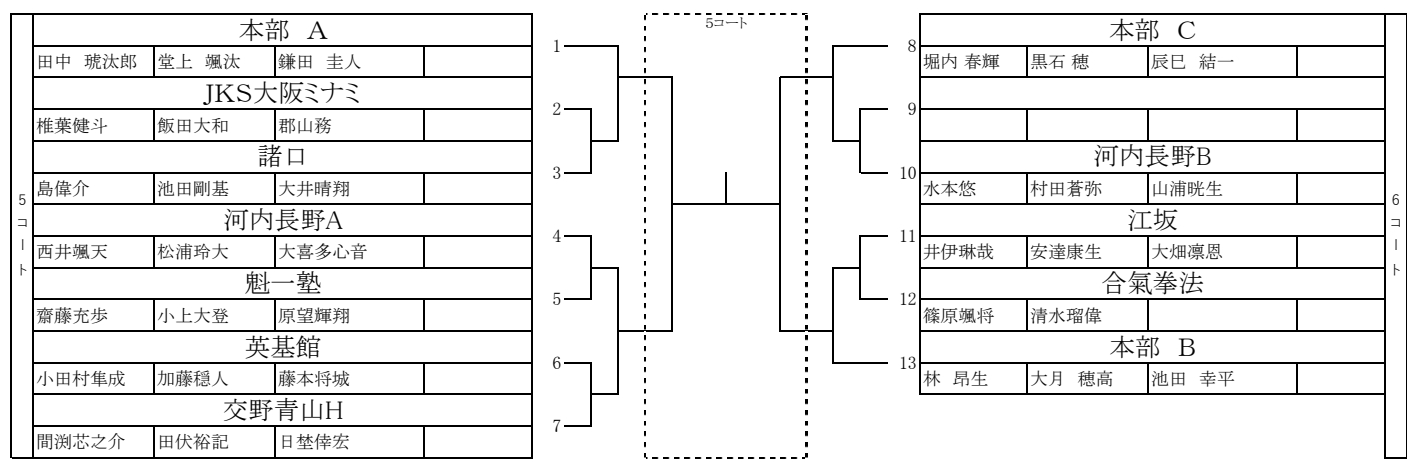 5コート
本部 A
1
田中 琥汰郎 堂上 颯汰 鎌田 圭人
JKS大阪ミナミ
2
椎葉健斗 飯田大和 郡山務
諸口
3
島偉介 池田剛基 大井晴翔
河内長野A
4
西井颯天 松浦玲大 大喜多心音
魁一塾
5
齋藤充歩 小上大登 原望輝翔
英基館
6
小田村隼成 加藤穏人 藤本将城
交野青山H
7
間渕芯之介 田伏裕記 日埜倖宏
5コート
本部 C
8
堀内 春輝 黒石 穂 辰巳 結一
9
河内長野B
10
水本悠 村田蒼弥 山浦晄生
江坂
11
井伊琳哉 安達康生 大畑凛恩
合氣拳法
12
篠原颯将 清水瑠偉
本部 B
13
林 昂生 大月 穂高 池田 幸平
6コート